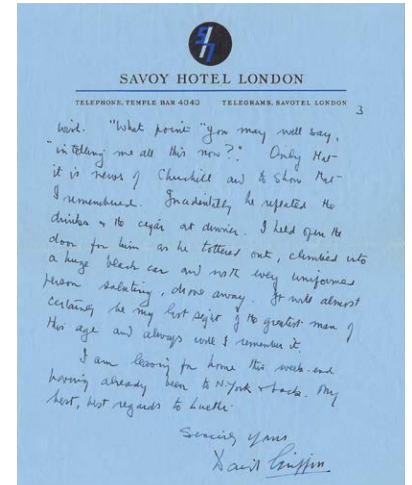 SAVOY HOTEL LONDON
TELEPHONE, TEMPLE BAR 4343 TELEGRAMS, SAVOTEL LONDON
3
said. "What point" you may well say,
"in telling me all this now?". Only that
it is news of Churchill and to show that
I remembered. Incidentally he repeated the
drinks & the cigar at dinner. I held open the
door for him as he tottered out, climbed into
a huge black car and with every uniformed
person saluting, drove away. It will almost
certainly be my last sight of the greatest man of
this age and always will I remember it.
I am leaving for home this week-end
having already been to N. York & back. My
best, best regards to
Sincerely yours
David Griffin